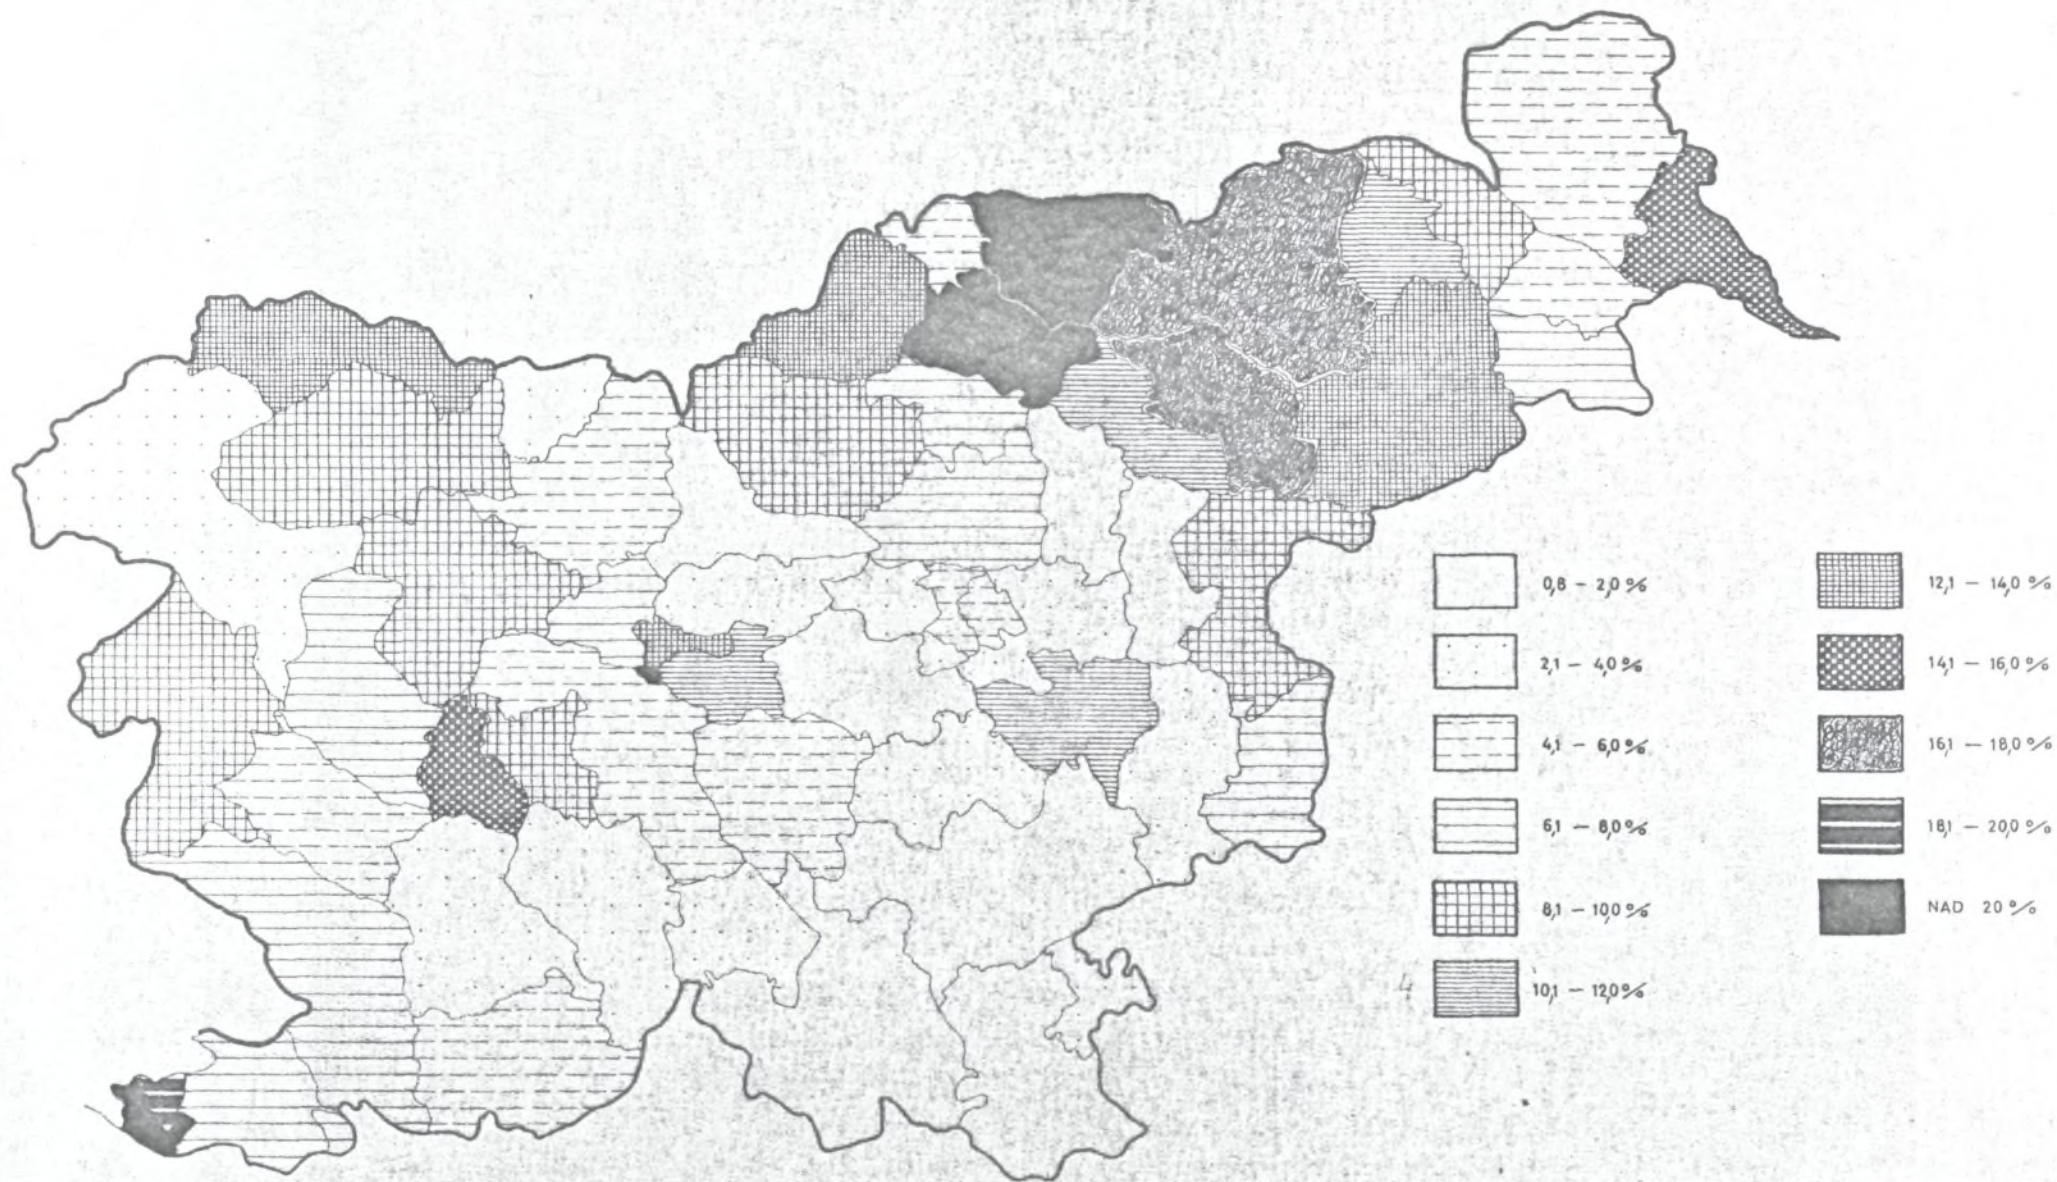 0,8 – 2,0 %
2,1 – 4,0 %
4,1 – 6,0 %
6,1 – 8,0 %
8,1 – 10,0 %
10,1 – 12,0 %
12,1 – 14,0 %
14,1 – 16,0 %
16,1 – 18,0 %
18,1 – 20,0 %
NAD 20 %